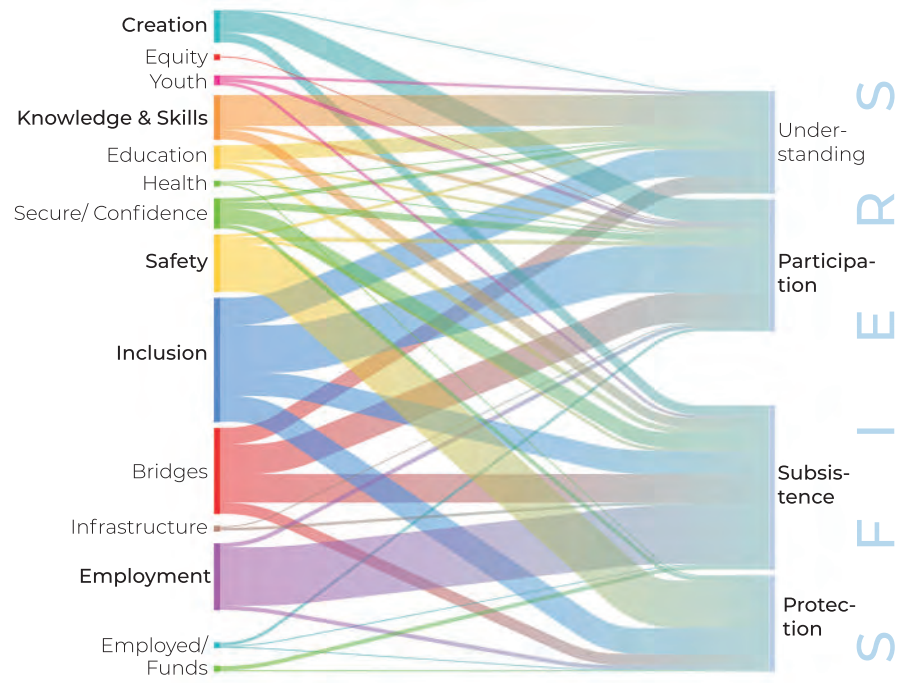 Creation
Equity
Youth
Knowledge & Skills
Education
Health
Secure/ Confidence
Safety
Inclusion
Bridges
Infrastructure
Employment
Employed/
Funds
Under-
standing
Participa-
tion
Subsis-
tence
Protec-
tion
SFIERS